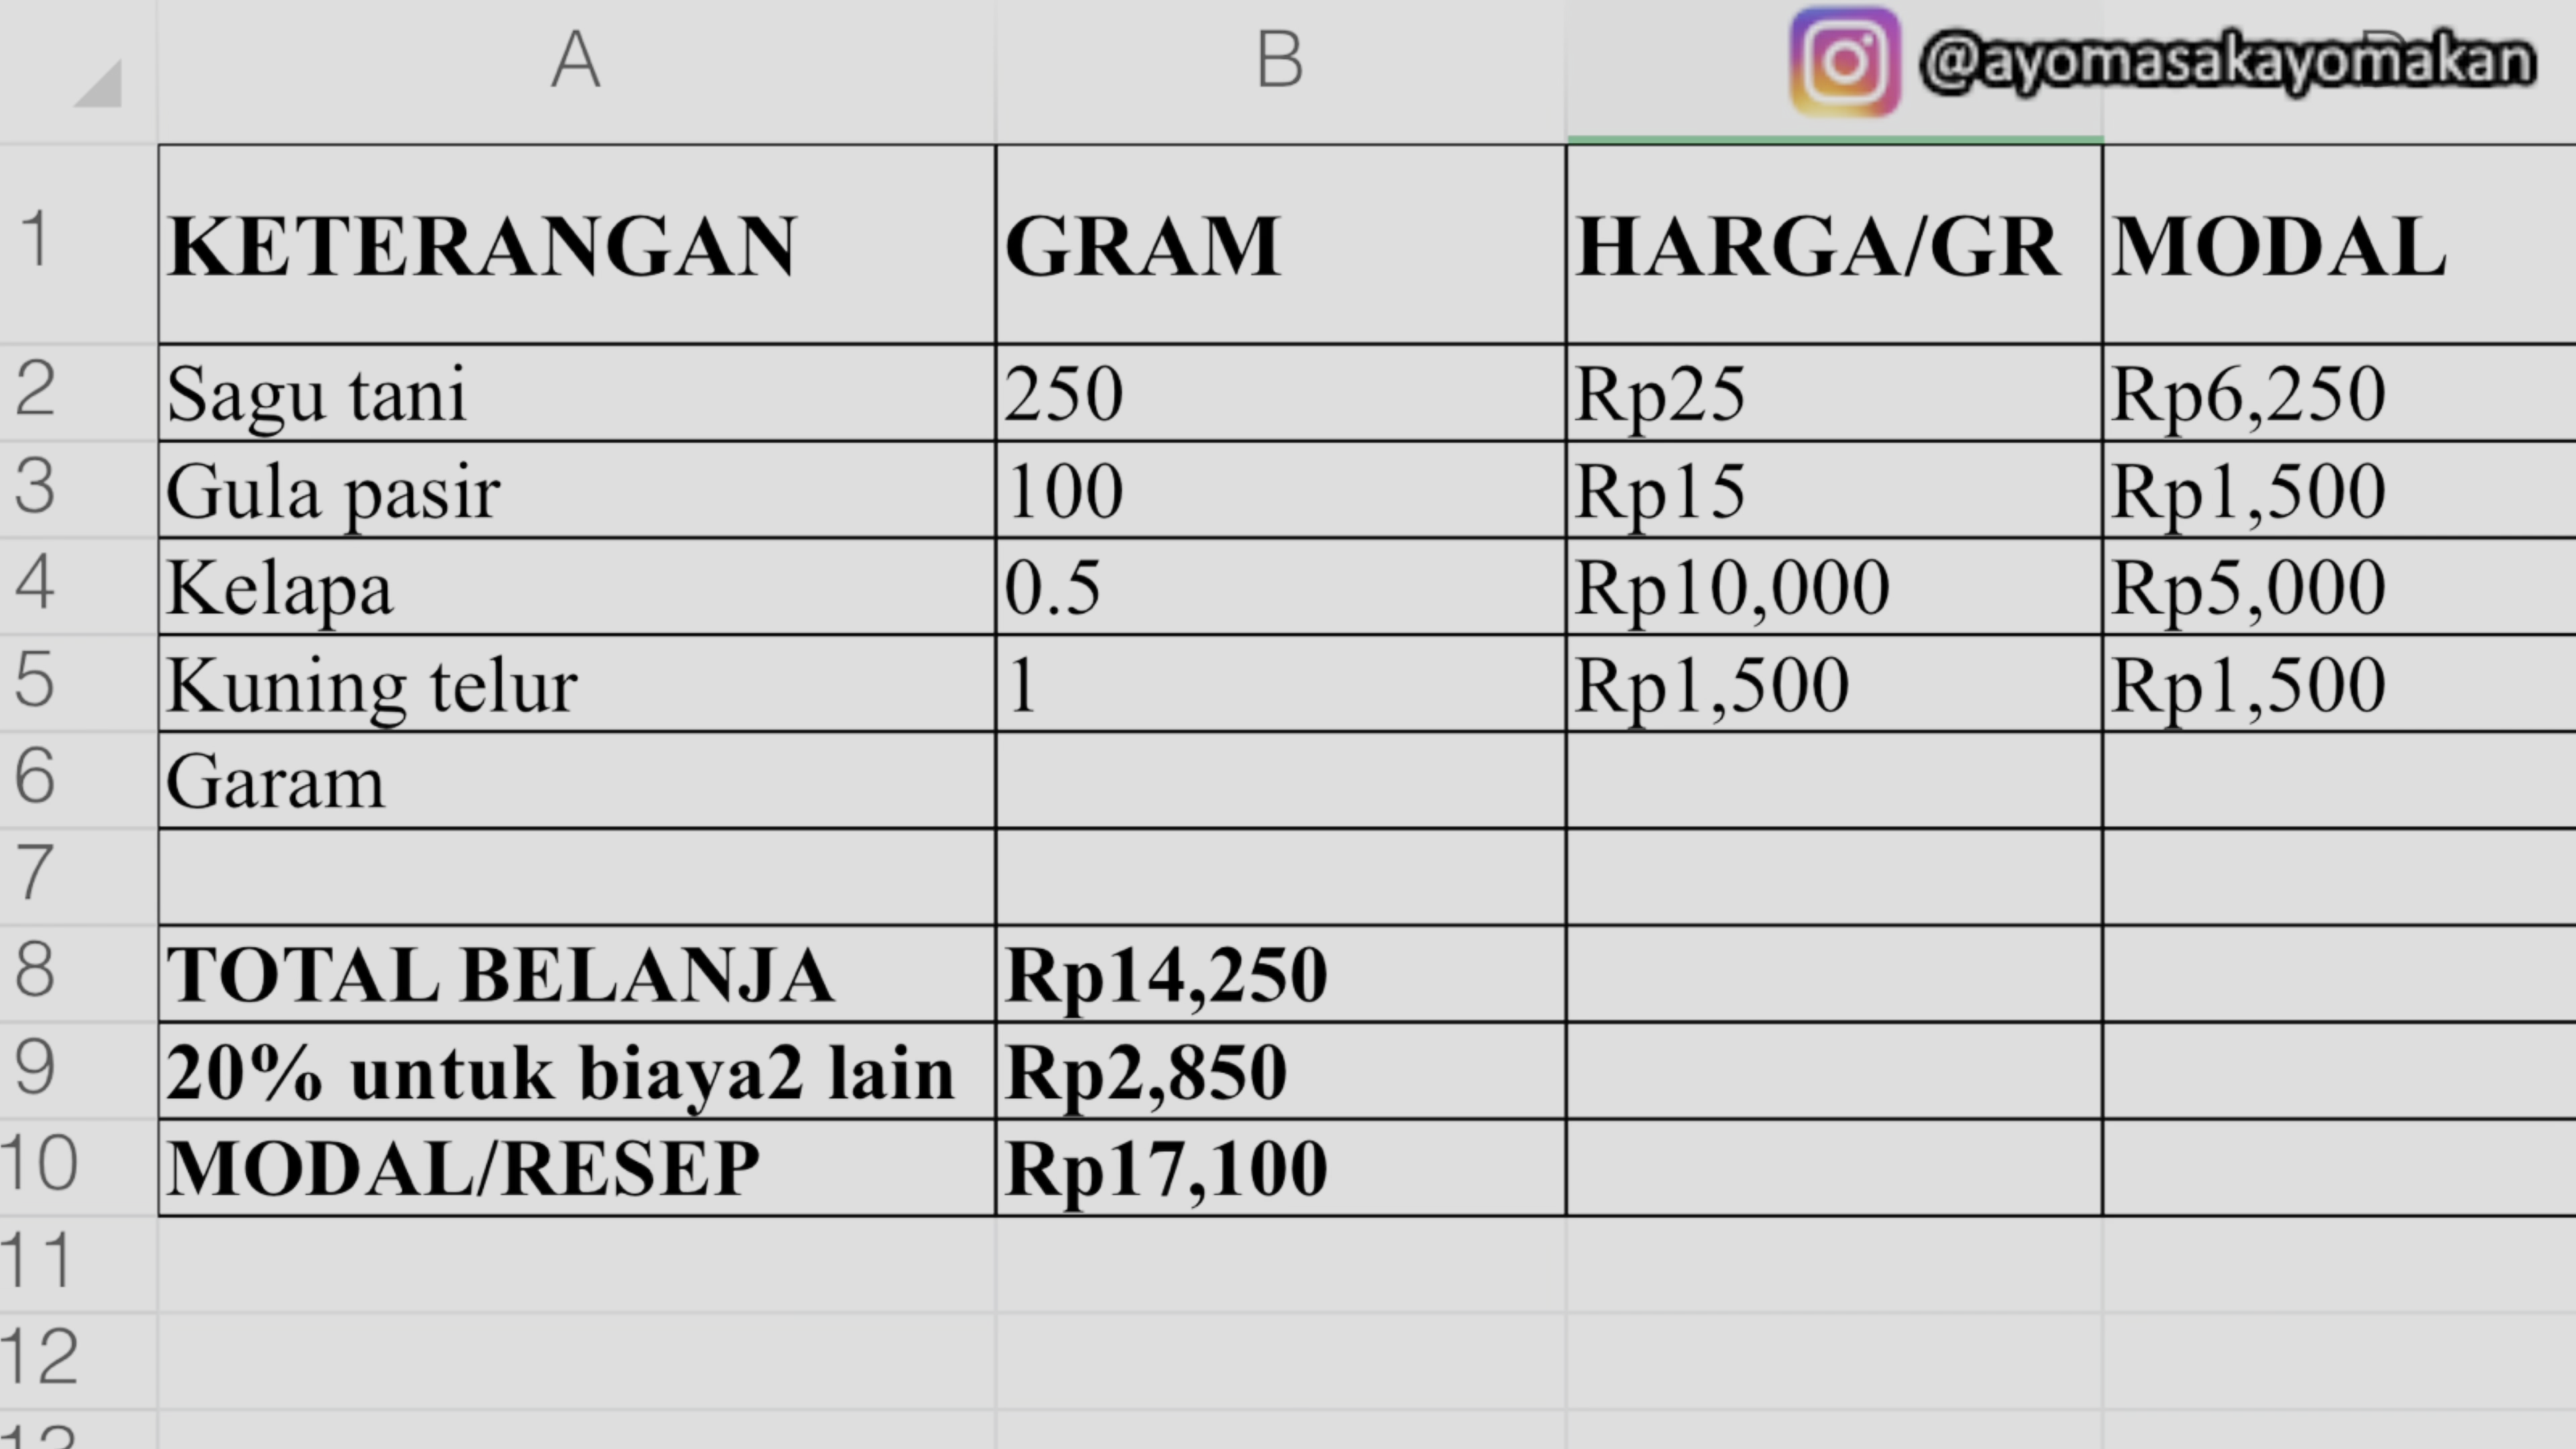 A B
@ayomasakayomakan
1 KETERANGAN GRAM HARGA/GR MODAL
2 Sagu tani 250 Rp25 Rp6,250
3 Gula pasir 100 Rp15 Rp1,500
4 Kelapa 0.5 Rp10,000 Rp5,000
5 Kuning telur 1 Rp1,500 Rp1,500
6 Garam
7
8 TOTAL BELANJA Rp14,250
9 20% untuk biaya2 lain Rp2,850
10 MODAL/RESEP Rp17,100
11
12